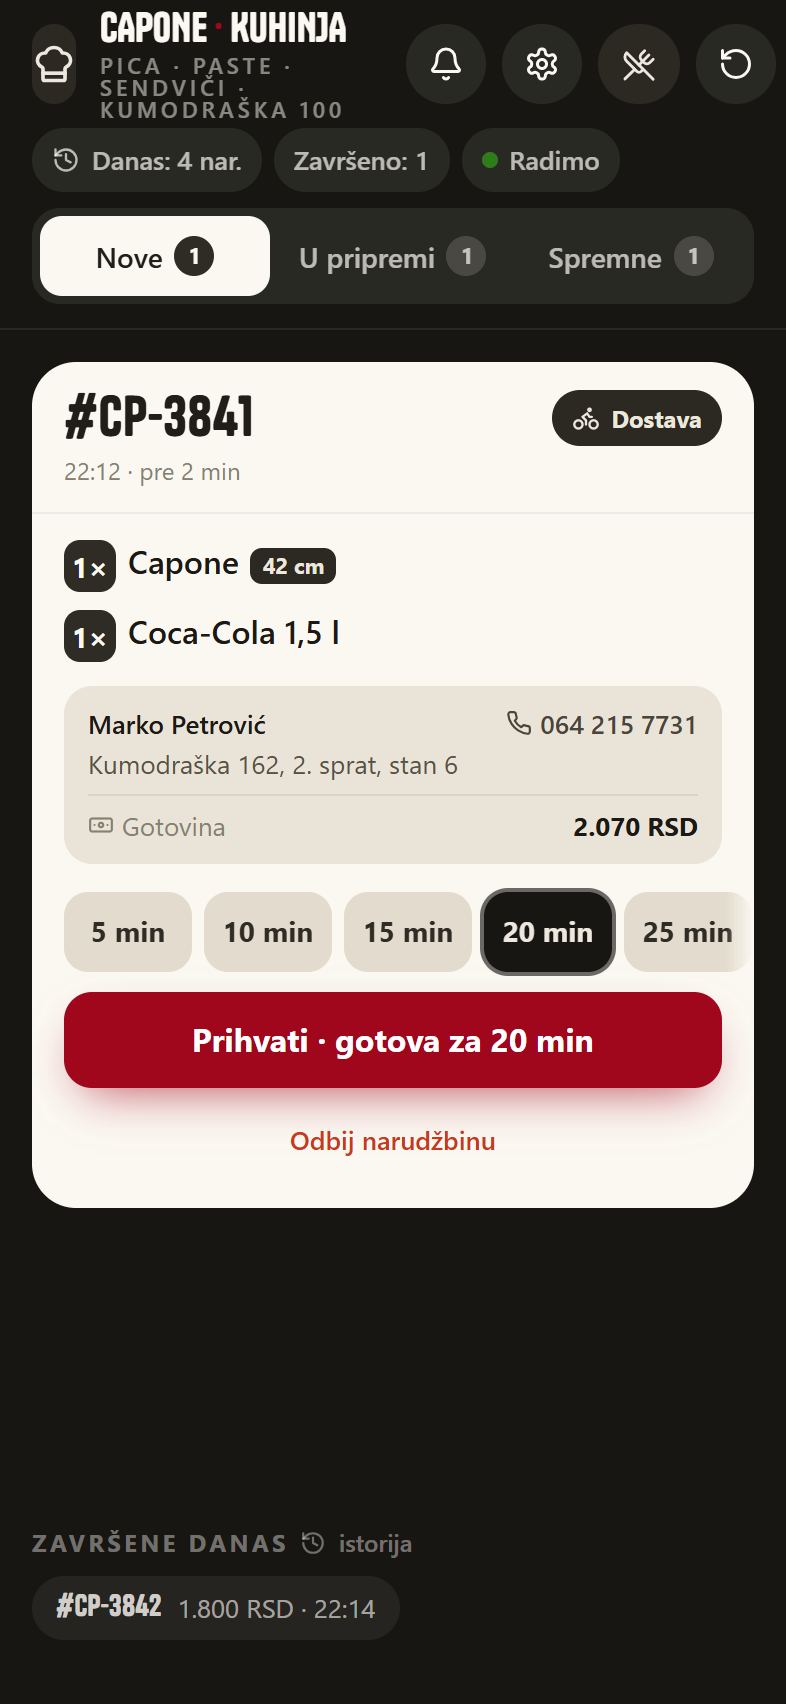 CAPONE · KUHINJA
PICA · PASTE ·
SENDVIČI ·
KUMODRAŠKA 100
Danas: 4 nar.
Završeno: 1
Radimo
Nove 1
U pripremi 1
Spremne 1
#CP-3841
Dostava
22:12 · pre 2 min
1× Capone 42 cm
1× Coca-Cola 1,5 l
Marko Petrović
064 215 7731
Kumodraška 162, 2. sprat, stan 6
Gotovina
2.070 RSD
5 min
10 min
15 min
20 min
25 min
Prihvati · gotova za 20 min
Odbij narudžbinu
ZAVRŠENE DANAS istorija
#CP-3842 1.800 RSD · 22:14